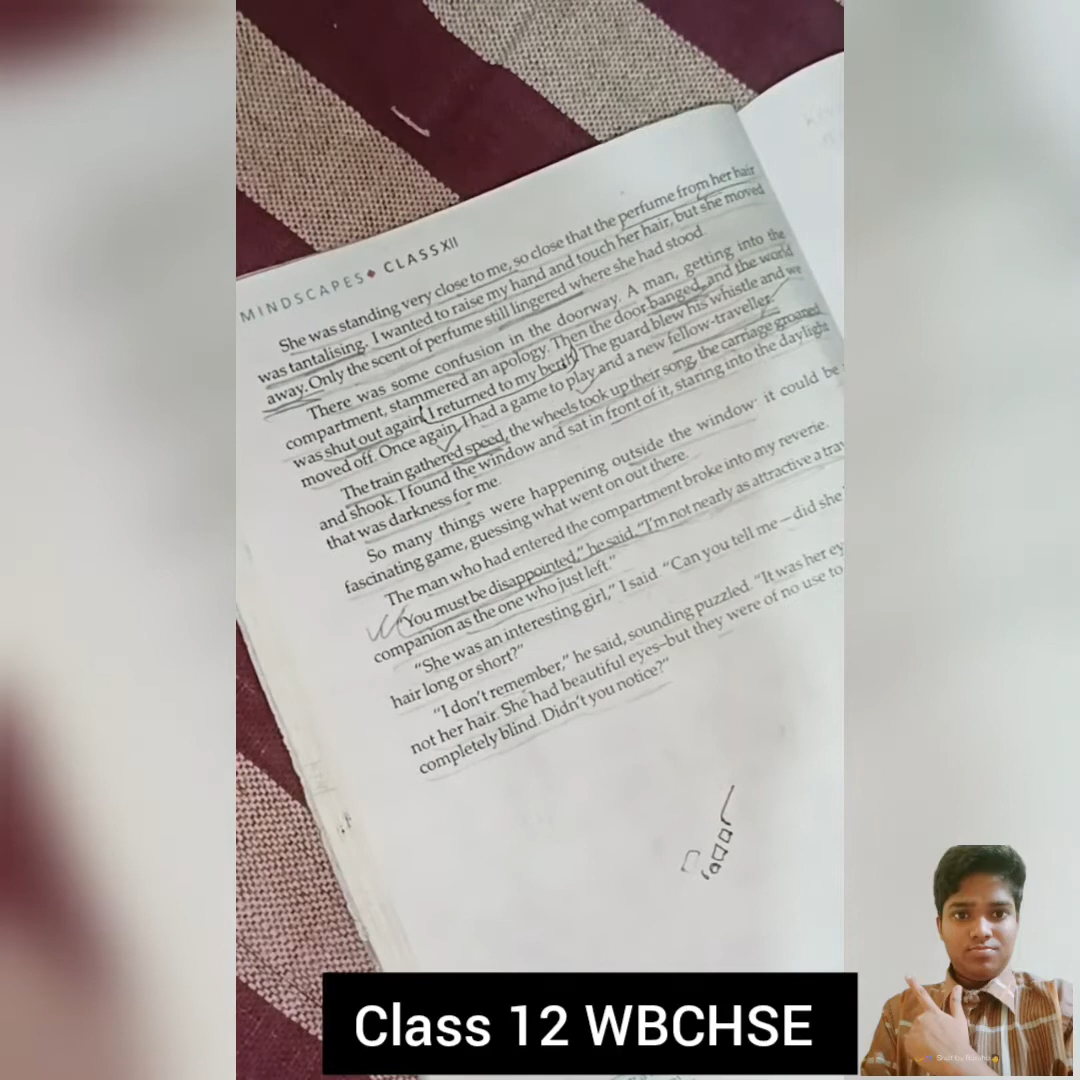 MINDSCAPES◆ CLASS XII
She was standing very close to me, so close that the perfume from her hair
was tantalising. I wanted to raise my hand and touch her hair, but she moved
away. Only the scent of perfume still lingered where she had stood.
There was some confusion in the doorway. A man, getting into the
compartment, stammered an apology. Then the door banged, and the world
was shut out again. I returned to my berth. The guard blew his whistle and we
moved off. Once again, I had a game to play and a new fellow-traveller.
The train gathered speed, the wheels took up their song, the carriage groaned
and shook. I found the window and sat in front of it, staring into the daylight
that was darkness for me.
So many things were happening outside the window: it could be
fascinating game, guessing what went on out there.
The man who had entered the compartment broke into my reverie.
"You must be disappointed," he said. "I'm not nearly as attractive a
companion as the one who just left."
"She was an interesting girl," I said "Can you tell me—did she
hair long or short?"
"I don't remember," he said, sounding puzzled. "It was her
not her hair. She had beautiful eyes—but they were of no use to
completely blind. Didn't you notice?"
Class 12 WBCHSE